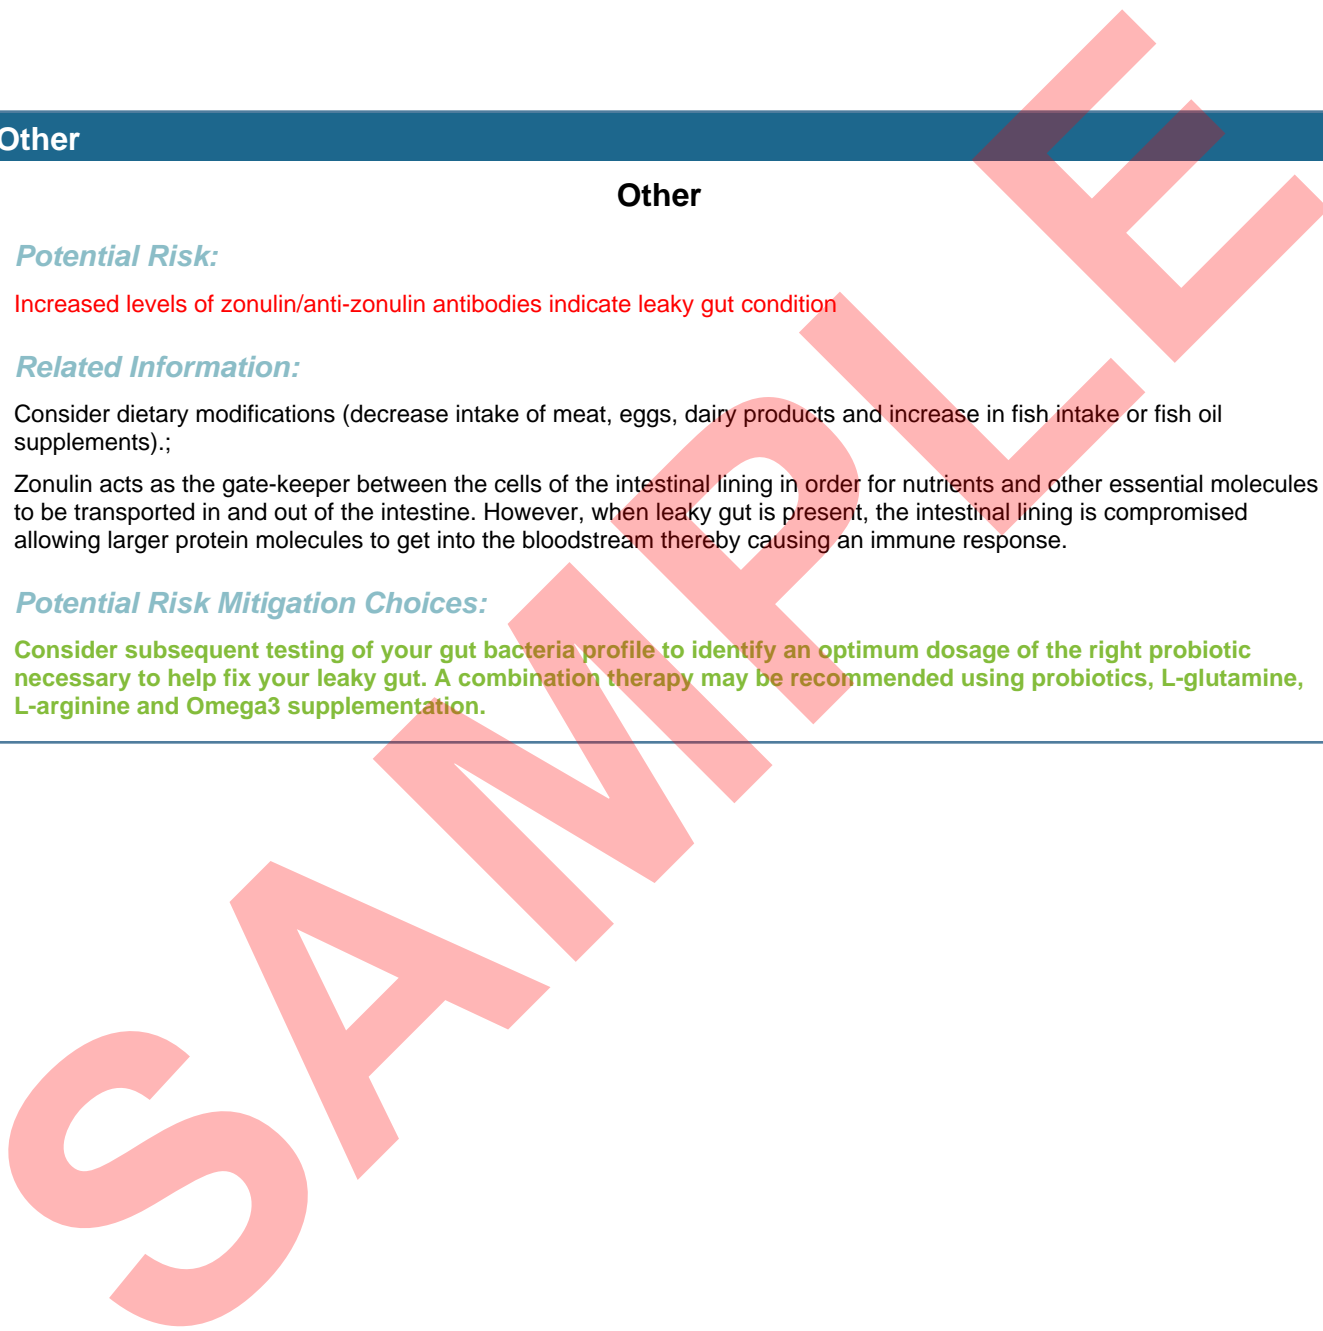 Other
Other
Potential Risk:
Increased levels of zonulin/anti-zonulin antibodies indicate leaky gut condition
Related Information:
Consider dietary modifications (decrease intake of meat, eggs, dairy products and increase in fish intake or fish oil
supplements).;
Zonulin acts as the gate-keeper between the cells of the intestinal lining in order for nutrients and other essential molecules
to be transported in and out of the intestine. However, when leaky gut is present, the intestinal lining is compromised
allowing larger protein molecules to get into the bloodstream thereby causing an immune response.
Potential Risk Mitigation Choices:
Consider subsequent testing of your gut bacteria profile to identify an optimum dosage of the right probiotic
necessary to help fix your leaky gut. A combination therapy may be recommended using probiotics, L-glutamine,
L-arginine and Omega3 supplementation.
SAMPLE